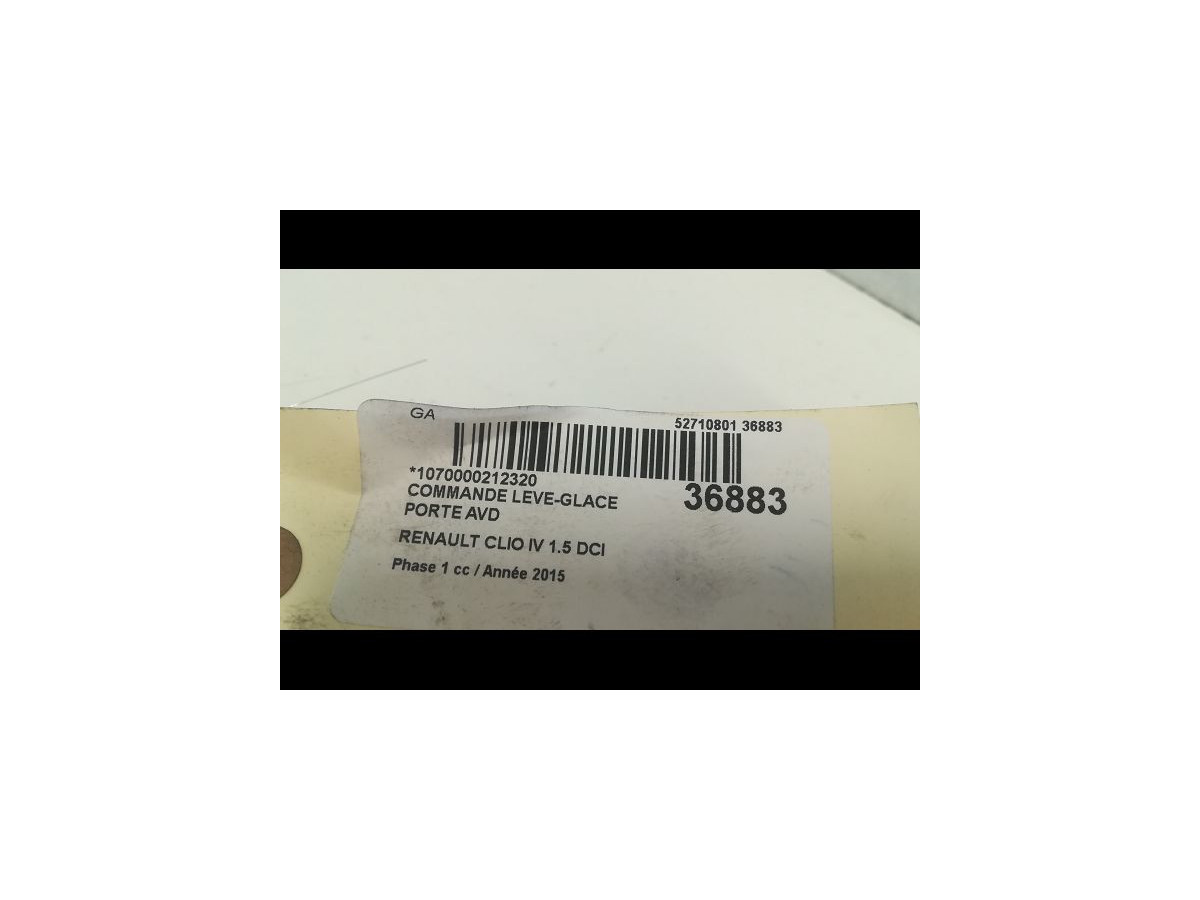 GA
52710801 36883
*1070000212320
36883
COMMANDE LEVE-GLACE
PORTE AVD
RENAULT CLIO IV 1.5 DCI
Phase 1 cc / Année 2015